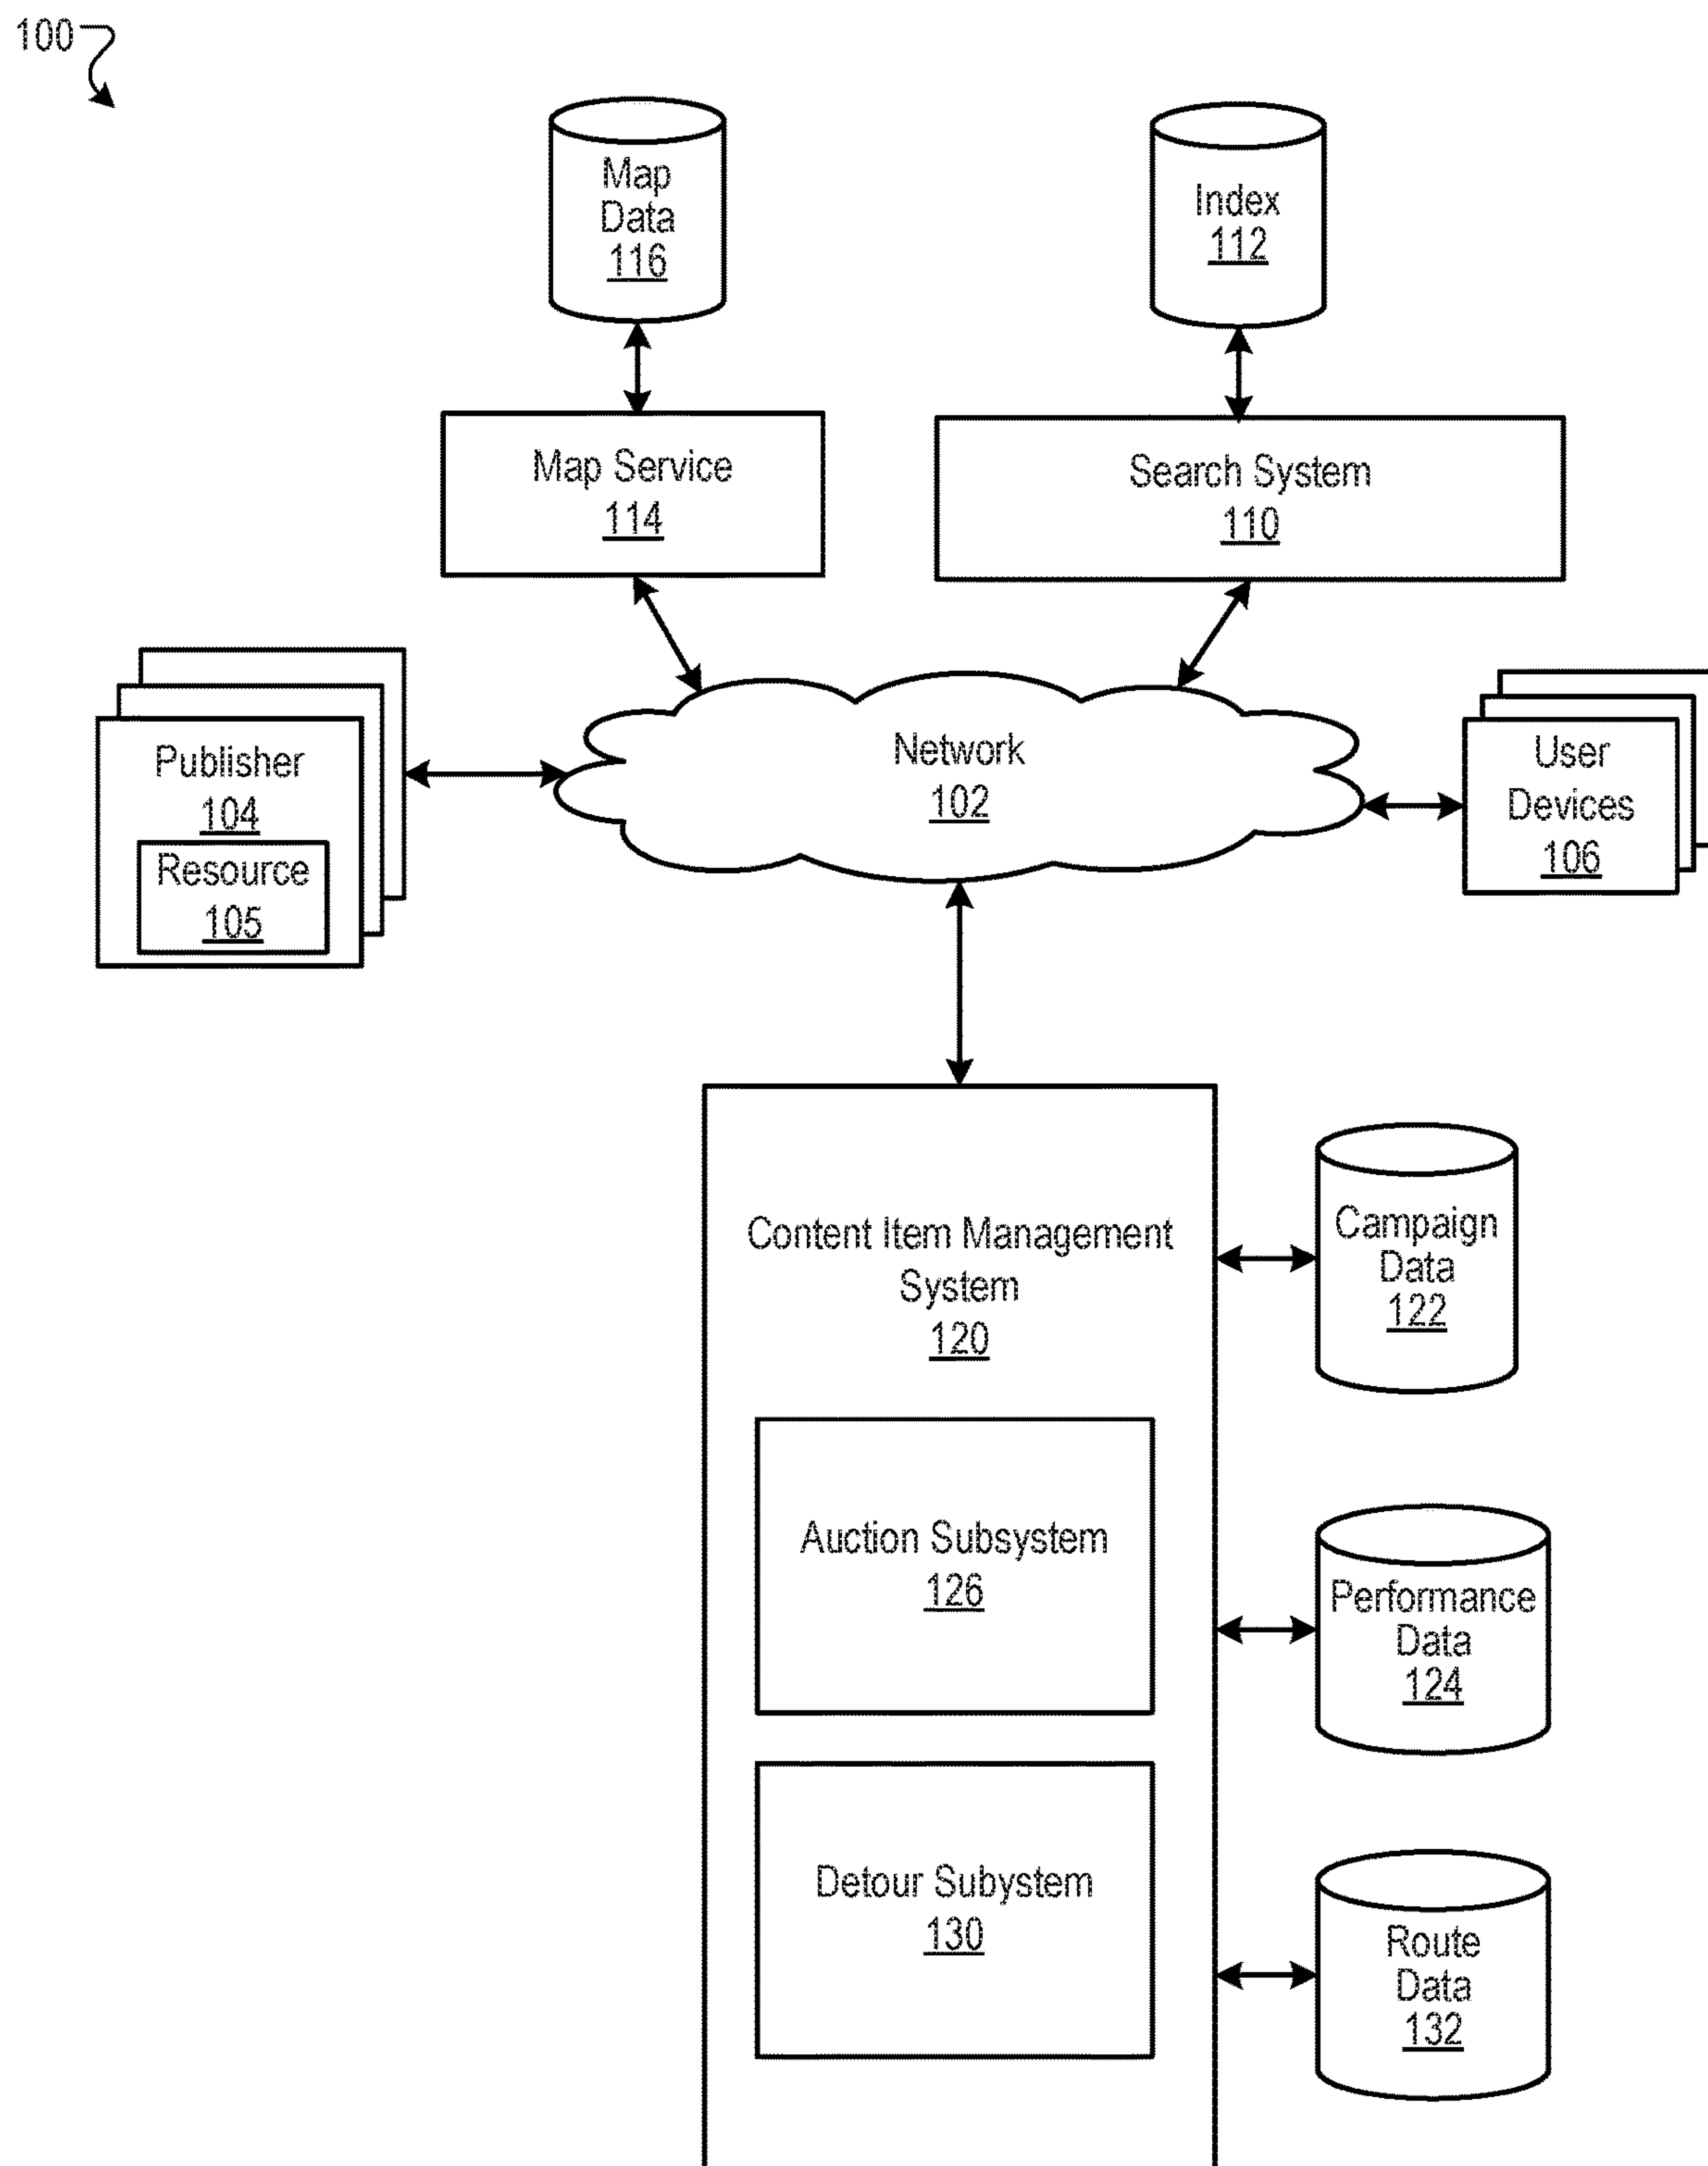 100
Map
Data
116
Index
112
Map Service
114
Search System
110
Publisher
104
Resource
105
Network
102
User
Devices
106
Content Item Management
System
120
Campaign
Data
122
Auction Subsystem
126
Performance
Data
124
Detour Subystem
130
Route
Data
132